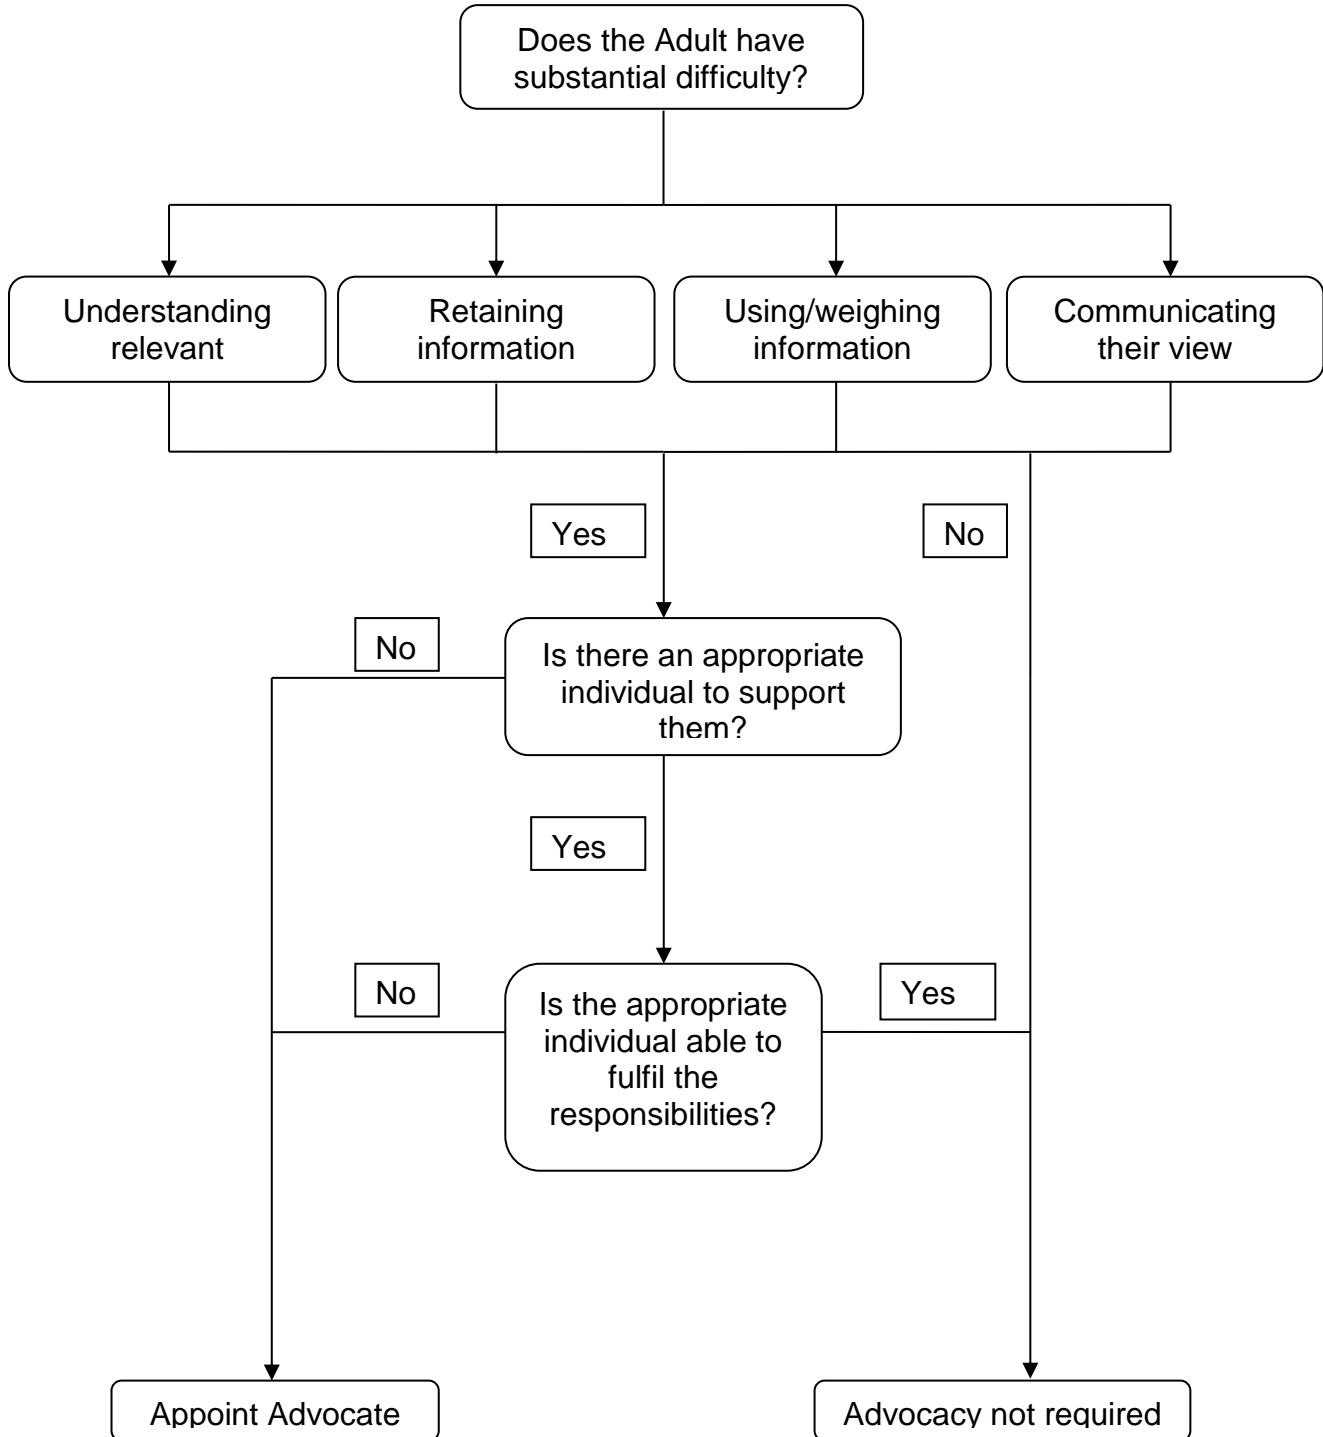 Does the Adult have
substantial difficulty?
Understanding
relevant
Retaining
information
Using/weighing
information
Communicating
their view
Yes
No
No
Is there an appropriate
individual to support
them?
Yes
No
Is the appropriate
individual able to
fulfil the
responsibilities?
Yes
Appoint Advocate
Advocacy not required